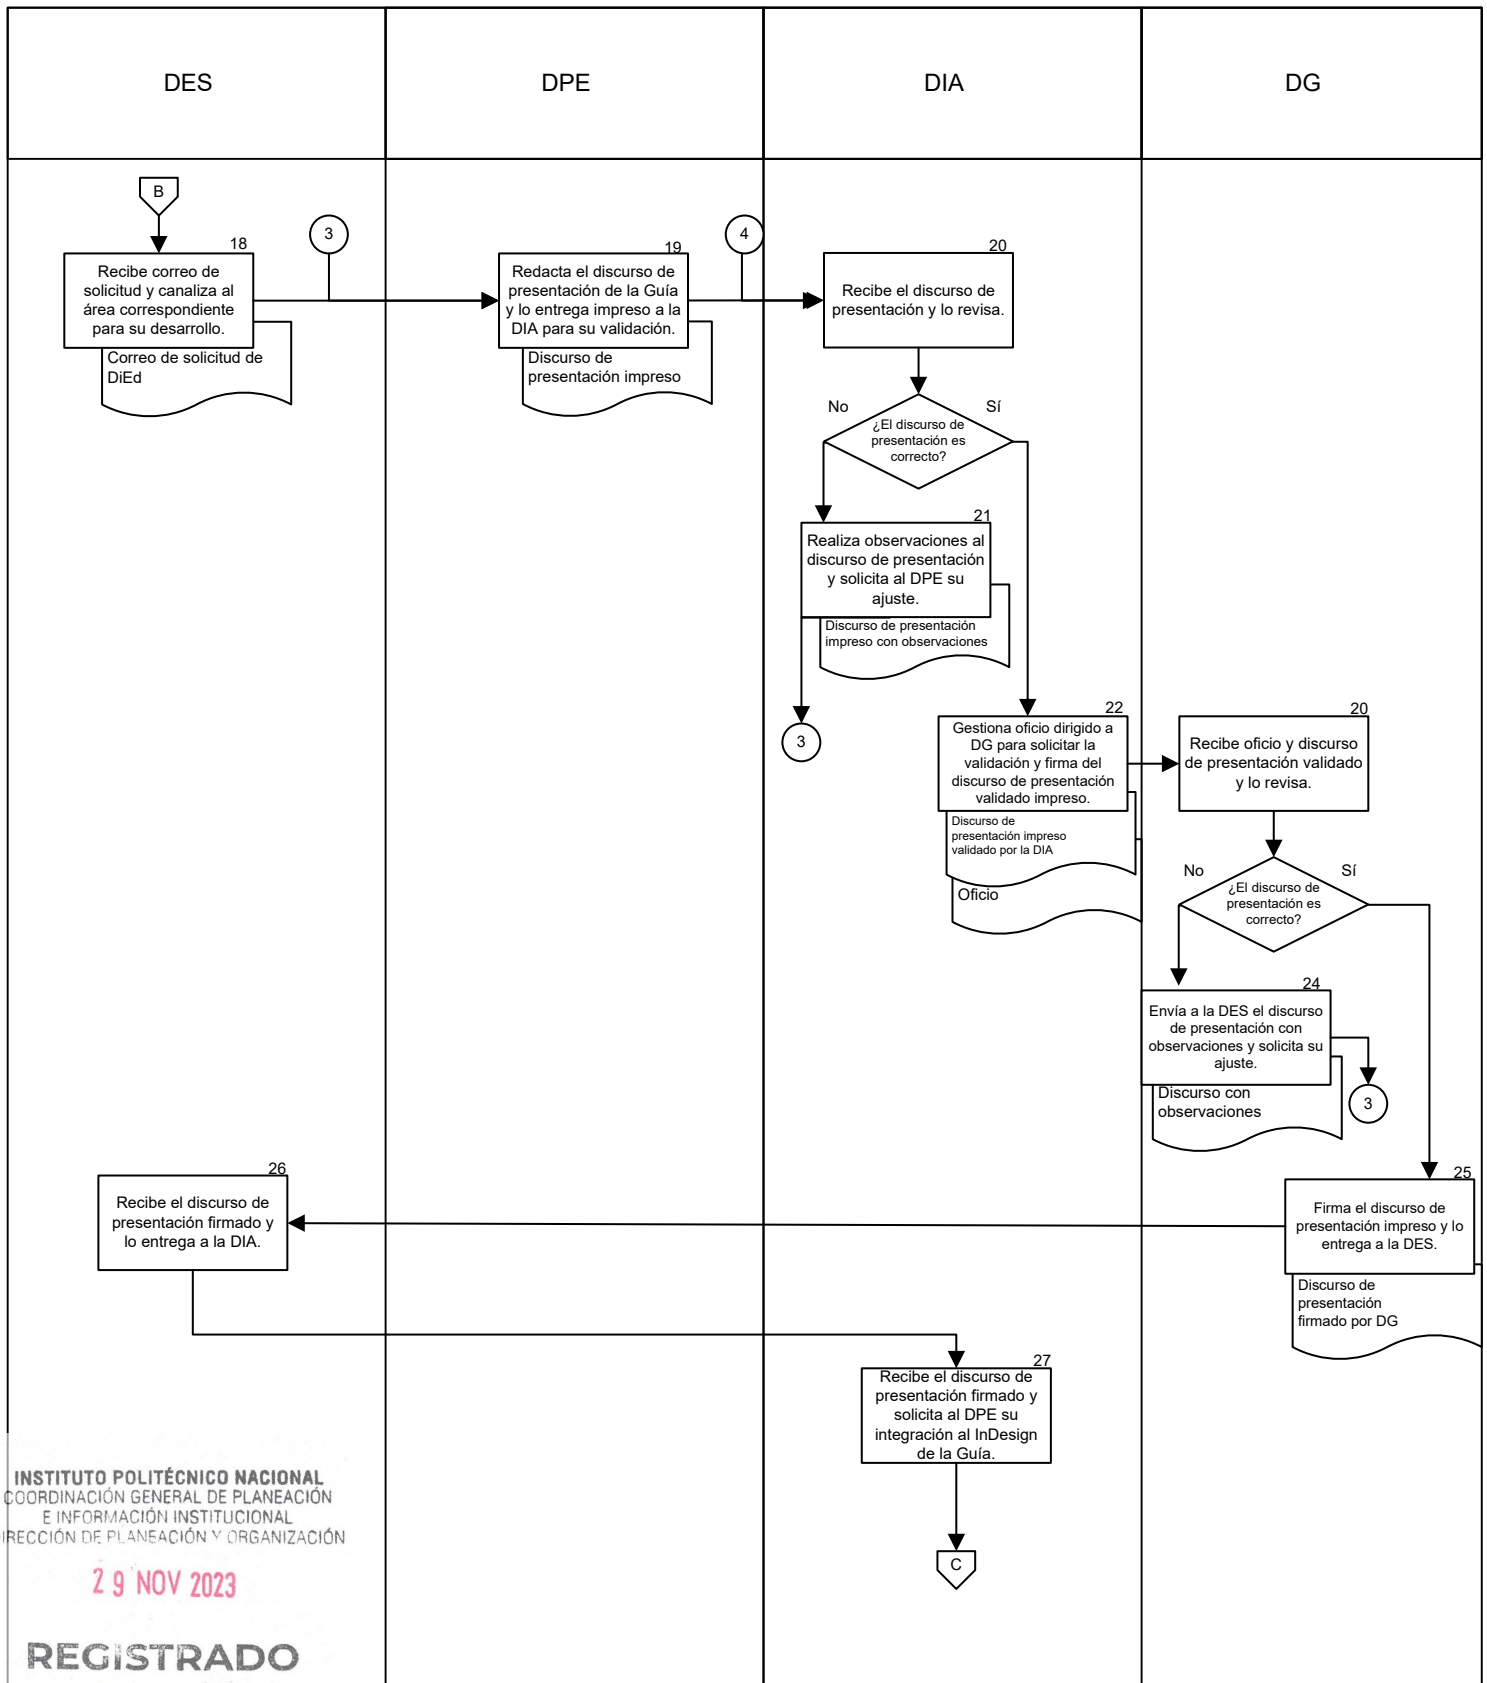 DES
DPE
DIA
DG
B
3
4
18
Recibe correo de
solicitud y canaliza al
área correspondiente
para su desarrollo.
Correo de solicitud de
DiEd
19
Redacta el discurso de
presentación de la Guía
y lo entrega impreso a la
DIA para su validación.
Discurso de
presentación impreso
20
Recibe el discurso de
presentación y lo revisa.
No
Sí
¿El discurso de
presentación es
correcto?
21
Realiza observaciones al
discurso de presentación
y solicita al DPE su
ajuste.
Discurso de presentación
impreso con observaciones
3
22
Gestiona oficio dirigido a
DG para solicitar la
validación y firma del
discurso de presentación
validado impreso.
Discurso de
presentación impreso
validado por la DIA
Oficio
20
Recibe oficio y discurso
de presentación validado
y lo revisa.
No
Sí
¿El discurso de
presentación es
correcto?
24
Envía a la DES el discurso
de presentación con
observaciones y solicita su
ajuste.
Discurso con
observaciones
3
25
Firma el discurso de
presentación impreso y lo
entrega a la DES.
Discurso de
presentación
firmado por DG
26
Recibe el discurso de
presentación firmado y
lo entrega a la DIA.
27
Recibe el discurso de
presentación firmado y
solicita al DPE su
integración al InDesign
de la Guía.
C
INSTITUTO POLITÉCNICO NACIONAL
COORDINACIÓN GENERAL DE PLANEACIÓN
E INFORMACIÓN INSTITUCIONAL
IRECCIÓN DE PLANEACIÓN Y ORGANIZACIÓN
29 NOV 2023
REGISTRADO